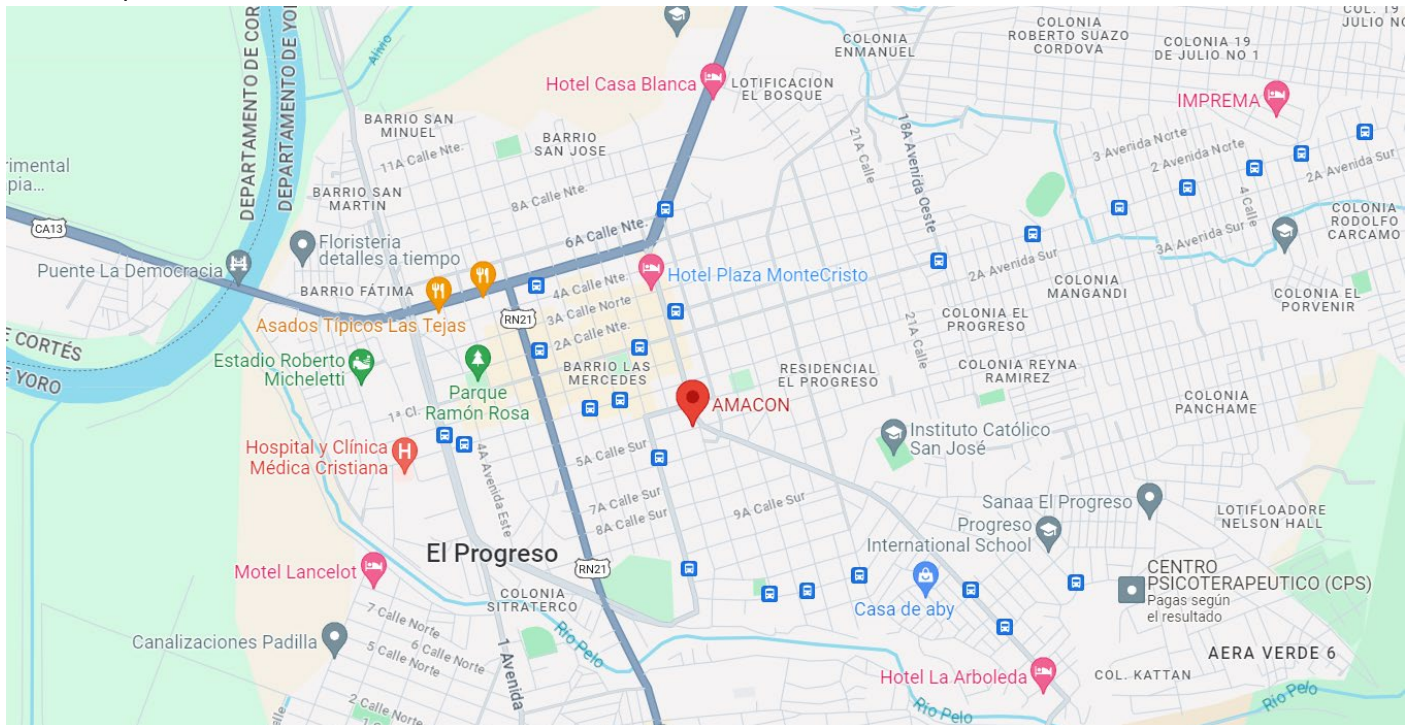 COL. 19
JULIO NO
COLONIA
ROBERTO SUAZO
CORDOVA
COLONIA 19
DE JULIO NO 1
COLONIA
ENMANUEL
DEPARTAMENTO DE COR
DEPARTAMENTO DE YOR
Alivio
Hotel Casa Blanca
LOTIFICACION
EL BOSQUE
IMPREMA
BARRIO SAN
MINUEL
BARRIO
SAN JOSE
11A Calle Nte.
21A Calle
18A Avenida Oeste
3 Avenida Norte
2 Avenida Norte
2A Avenida Sur
4 Calle
rimental
pia...
BARRIO SAN
MARTIN
8A Calle Nte.
CA13
6A Calle Nte.
COLONIA
RODOLFO
CARCAMO
3A Avenida Sur
Floristeria
detalles a tiempo
Puente La Democracia
Hotel Plaza MonteCristo
2A Avenida Sur
COLONIA
MANGANDI
COLONIA EL
PORVENIR
BARRIO FÁTIMA
4A Calle Nte.
3A Calle Norte
2A Calle Nte.
RN21
Asados Típicos Las Tejas
COLONIA EL
PROGRESO
21A Calle
E CORTÉS
E YORO
Estadio Roberto
Micheletti
BARRIO LAS
MERCEDES
RESIDENCIAL
EL PROGRESO
COLONIA REYNA
RAMIREZ
Parque
Ramón Rosa
COLONIA
PANCHAME
AMACON
1ª Cl.
Instituto Católico
San José
Hospital y Clínica
Médica Cristiana
H
4A Avenida Este
5A Calle Sur
7A Calle Sur
8A Calle Sur
9A Calle Sur
Sanaa El Progreso
LOTIFLOADORE
NELSON HALL
Progreso
International School
El Progreso
RN21
Motel Lancelot
CENTRO
PSICOTERAPEUTICO (CPS)
Pagas según
el resultado
COLONIA
SITRATERCO
Casa de aby
7 Calle Norte
6 Calle Norte
5 Calle Norte
Canalizaciones Padilla
Río Pelo
1 Avenida
AERA VERDE 6
Hotel La Arboleda
COL. KATTAN
2 Calle Norte
Río Pelo
Río Pelo